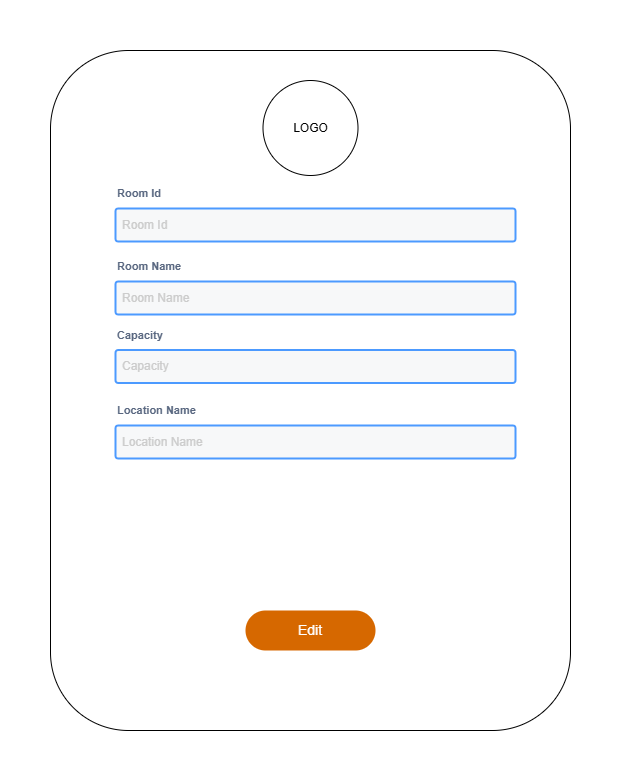 LOGO
Room Id
Room Id
Room Name
Room Name
Capacity
Capacity
Location Name
Location Name
Edit